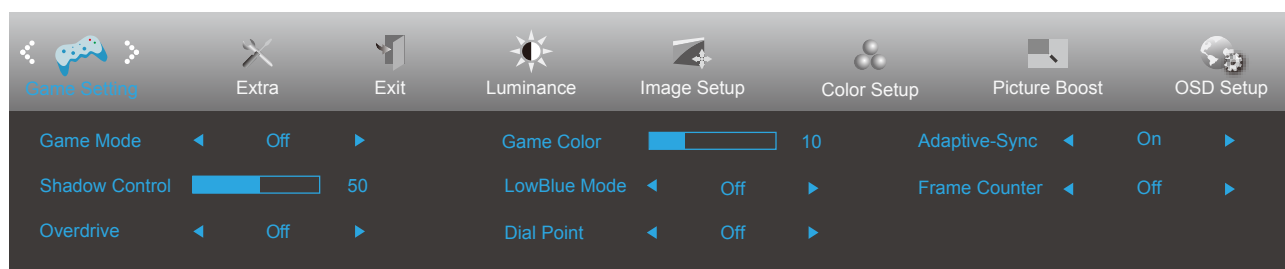 Game Setting Extra Exit Luminance Image Setup Color Setup Picture Boost OSD Setup
Game Mode Off Game Color 10 Adaptive-Sync On
Shadow Control 50 LowBlue Mode Off Frame Counter Off
Overdrive Off Dial Point Off